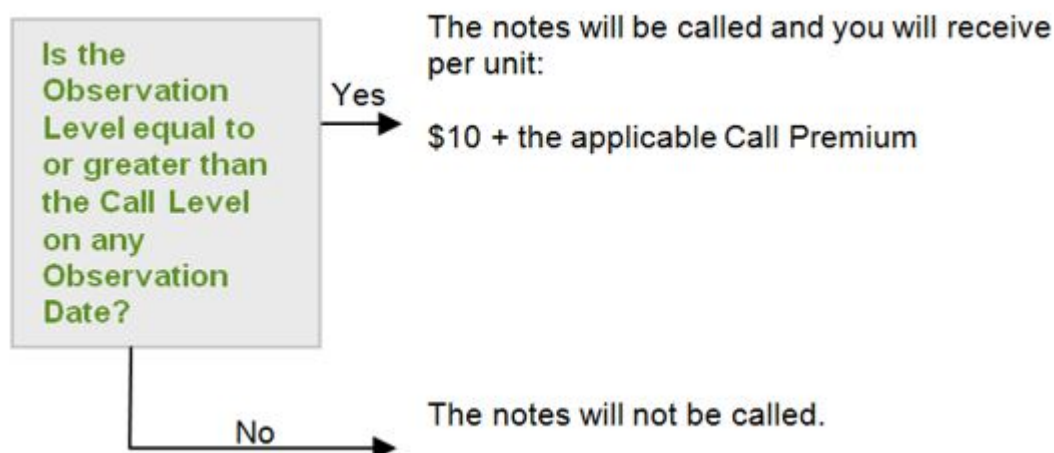 Is the
Observation
Level equal to
or greater than
the Call Level
on any
Observation
Date?
Yes
The notes will be called and you will receive
per unit:
$10 + the applicable Call Premium
No
The notes will not be called.